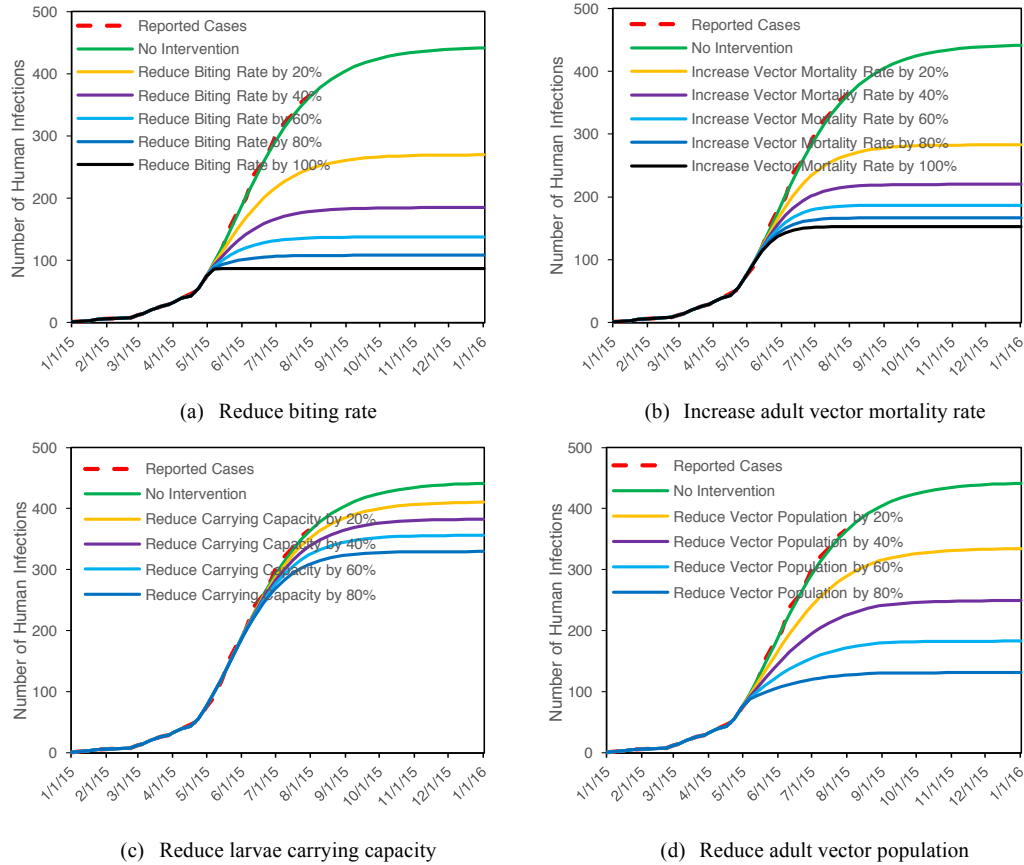 Number of Human Infections
500
400
300
200
100
0
Reported Cases
No Intervention
Reduce Biting Rate by 20%
Reduce Biting Rate by 40%
Reduce Biting Rate by 60%
Reduce Biting Rate by 80%
Reduce Biting Rate by 100%
1/1/15
2/1/15
3/1/15
4/1/15
5/1/15
6/1/15
7/1/15
8/1/15
9/1/15
10/1/15
11/1/15
12/1/15
1/1/16
(a) Reduce biting rate
Number of Human Infections
500
400
300
200
100
0
Reported Cases
No Intervention
Increase Vector Mortality Rate by 20%
Increase Vector Mortality Rate by 40%
Increase Vector Mortality Rate by 60%
Increase Vector Mortality Rate by 80%
Increase Vector Mortality Rate by 100%
1/1/15
2/1/15
3/1/15
4/1/15
5/1/15
6/1/15
7/1/15
8/1/15
9/1/15
10/1/15
11/1/15
12/1/15
1/1/16
(b) Increase adult vector mortality rate
Number of Human Infections
500
400
300
200
100
0
Reported Cases
No Intervention
Reduce Carrying Capacity by 20%
Reduce Carrying Capacity by 40%
Reduce Carrying Capacity by 60%
Reduce Carrying Capacity by 80%
1/1/15
2/1/15
3/1/15
4/1/15
5/1/15
6/1/15
7/1/15
8/1/15
9/1/15
10/1/15
11/1/15
12/1/15
1/1/16
(c) Reduce larvae carrying capacity
Number of Human Infections
500
400
300
200
100
0
Reported Cases
No Intervention
Reduce Vector Population by 20%
Reduce Vector Population by 40%
Reduce Vector Population by 60%
Reduce Vector Population by 80%
1/1/15
2/1/15
3/1/15
4/1/15
5/1/15
6/1/15
7/1/15
8/1/15
9/1/15
10/1/15
11/1/15
12/1/15
1/1/16
(d) Reduce adult vector population